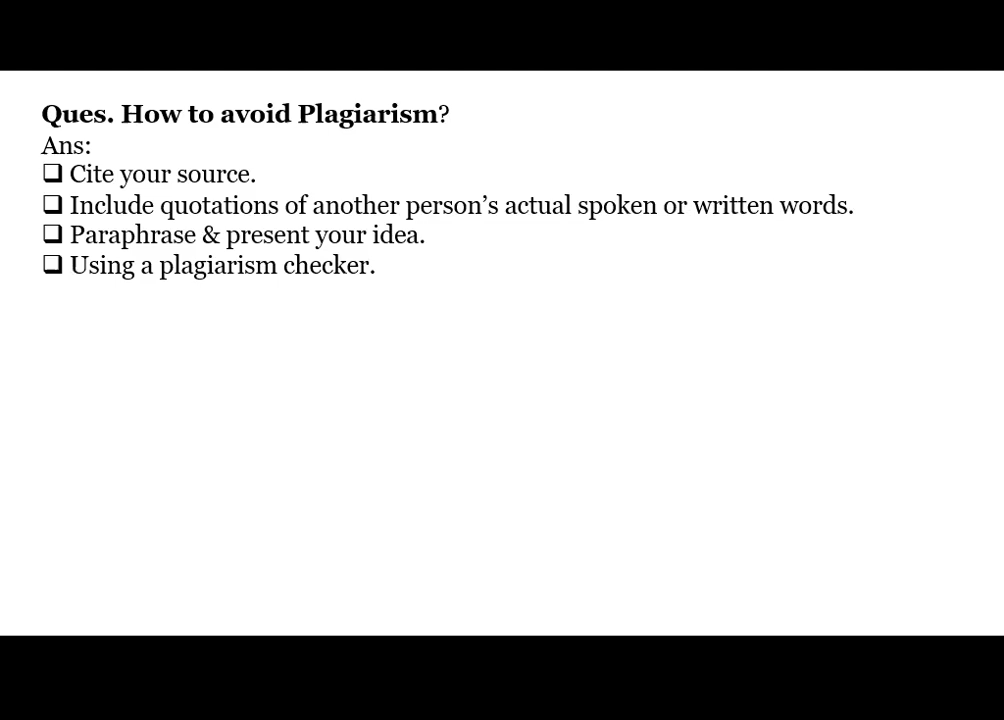 Ques. How to avoid Plagiarism?
Ans:
❑ Cite your source.
❑ Include quotations of another person’s actual spoken or written words.
❑ Paraphrase & present your idea.
❑ Using a plagiarism checker.